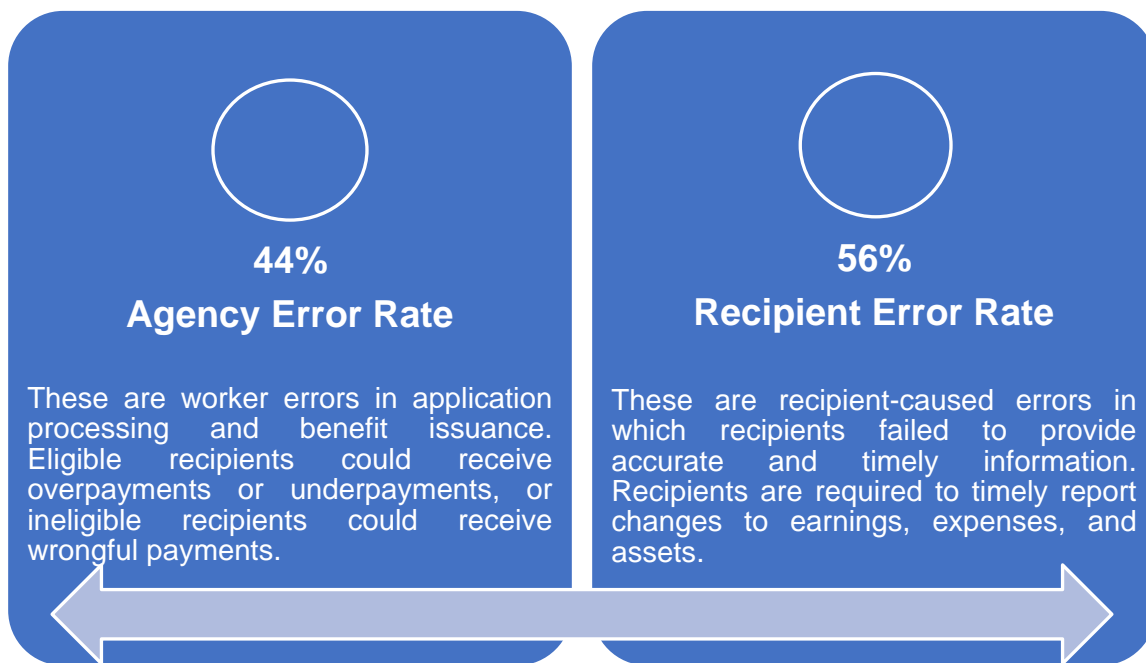 44%
Agency Error Rate
These are worker errors in application
processing and benefit issuance.
Eligible recipients could receive
overpayments or underpayments, or
ineligible recipients could receive
wrongful payments.
56%
Recipient Error Rate
These are recipient-caused errors in
which recipients failed to provide
accurate and timely information.
Recipients are required to timely report
changes to earnings, expenses, and
assets.